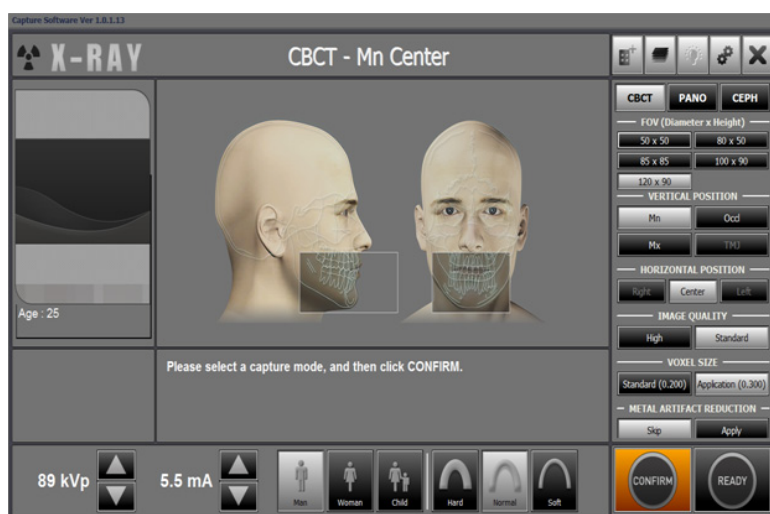 Capture Software Ver 1.0.1.13
X-RAY
CBCT - Mn Center
CBCT PANO CEPH
FOV (Diameter x Height)
50 x 50 80 x 50
85 x 85 100 x 90
120 x 90
VERTICAL POSITION
Mn Occl
Mx TMJ
HORIZONTAL POSITION
Right Center Left
IMAGE QUALITY
High Standard
VOXEL SIZE
Standard (0.200) Application (0.300)
METAL ARTIFACT REDUCTION
Skip Apply
Age : 25
Please select a capture mode, and then click CONFIRM.
89 kVp 5.5 mA
Man Woman Child Hard Normal Soft
CONFIRM READY